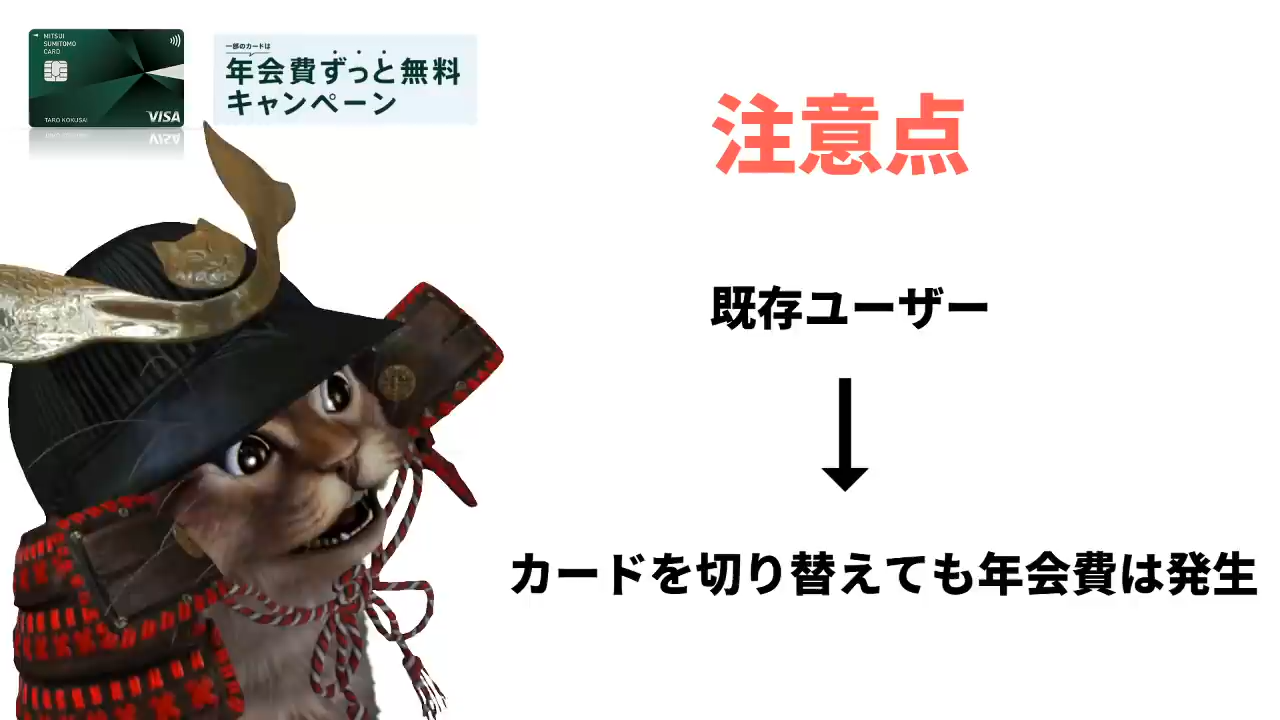 MITSUI
SUMITOMO
CARD
TARO KOKUSAI
VISA
一部のカードは
年会費ずっと無料
キャンペーン
注意点
既存ユーザー
カードを切り替えても年会費は発生